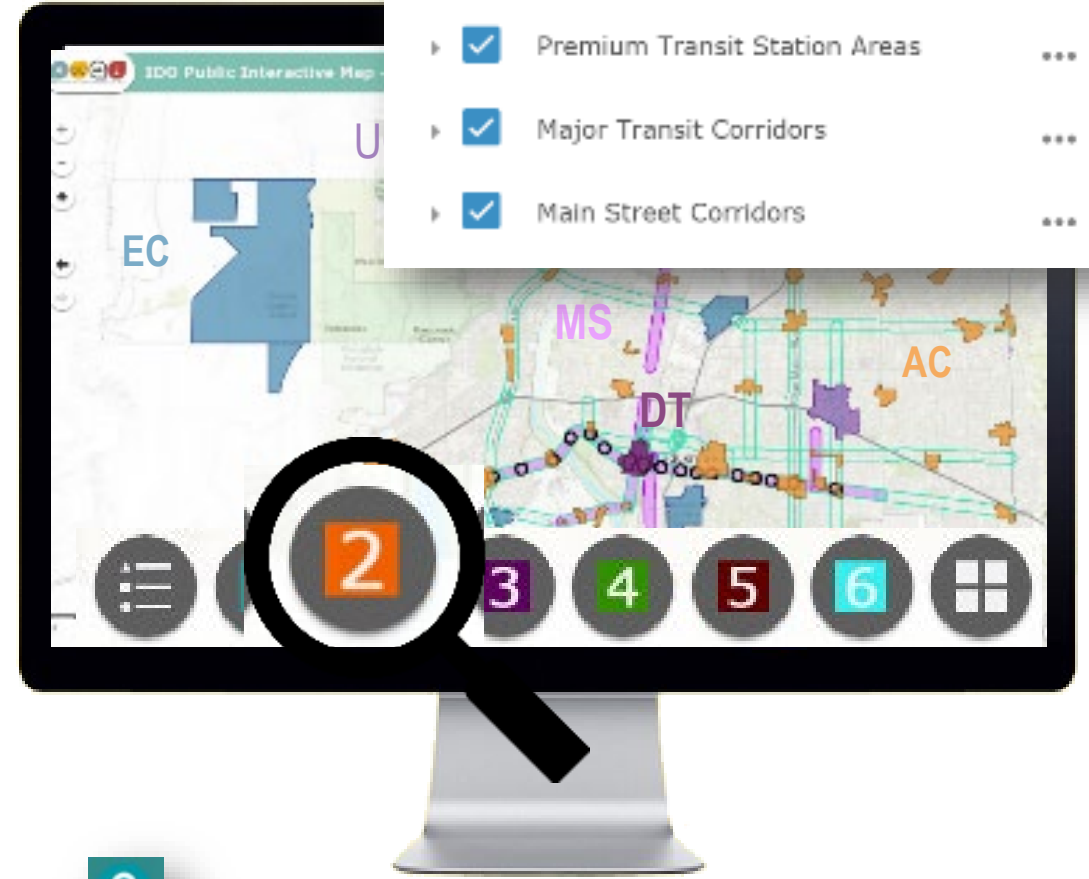 Premium Transit Station Areas
Major Transit Corridors
Main Street Corridors
IDO Public Interactive Map -
U
EC
MS
AC
DT
2
3
4
5
6